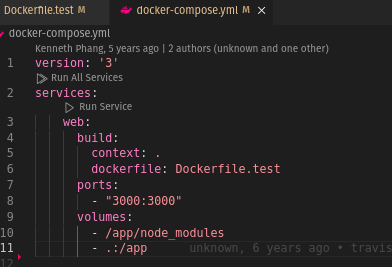 Dockerfile.test M docker-compose.yml M ×
docker-compose.yml
Kenneth Phang, 5 years ago | 2 authors (unknown and one other)
1 version: '3'
Run All Services
2 services:
Run Service
3 web:
4 build:
5 context: .
6 dockerfile: Dockerfile.test
7 ports:
8 - "3000:3000"
9 volumes:
10 - /app/node_modules
11 - .:/app unknown, 6 years ago • travis
12